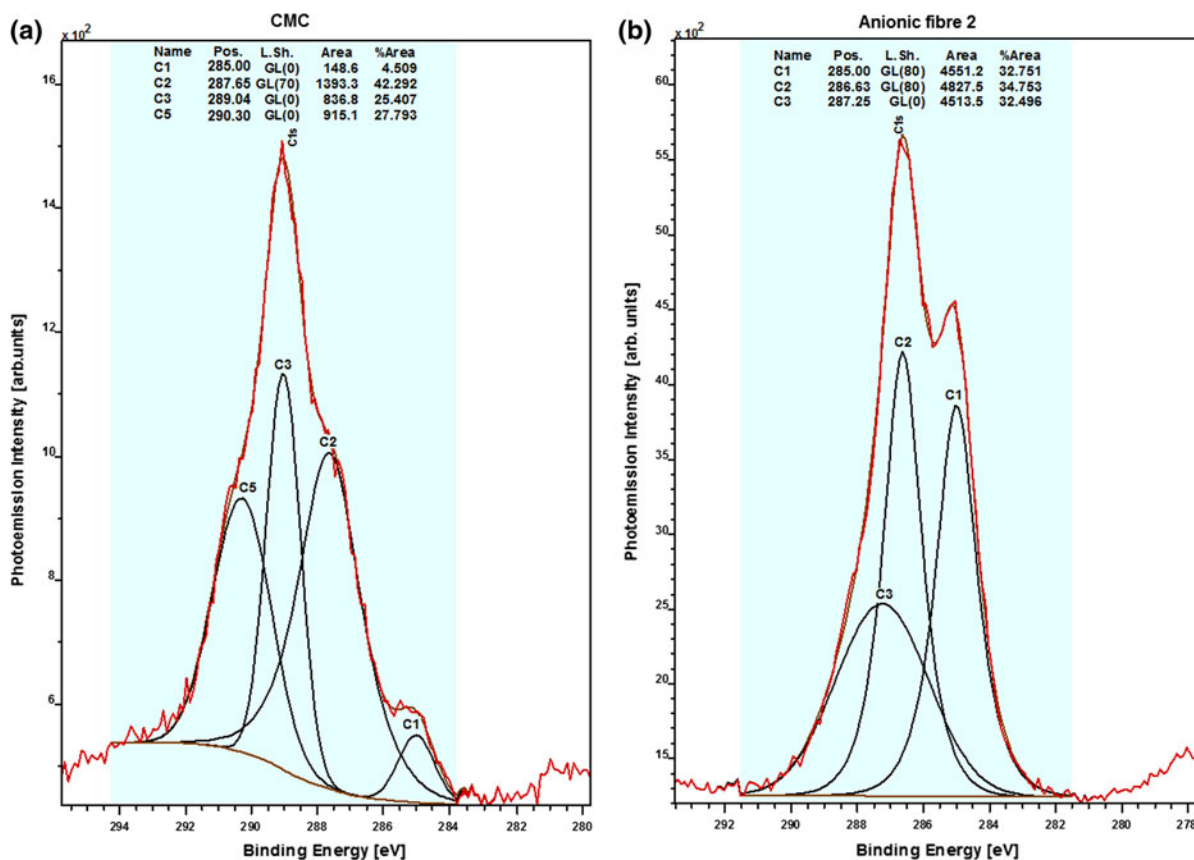 (a)
CMC
x 10²
Name Pos. L.Sh. Area %Area
C1 285.00 GL(0) 148.6 4.509
C2 287.65 GL(70) 1393.3 42.292
C3 289.04 GL(0) 836.8 25.407
C5 290.30 GL(0) 915.1 27.793
C1s
C3
C2
C5
C1
16
14
12
10
8
6
Photoemission Intensity [arb.units]
294 292 290 288 286 284 282 280
Binding Energy [eV]
(b)
Anionic fibre 2
x 10²
Name Pos. L.Sh. Area %Area
C1 285.00 GL(80) 4551.2 32.751
C2 286.63 GL(80) 4827.5 34.753
C3 287.25 GL(0) 4513.5 32.496
C1s
C2
C1
C3
60
55
50
45
40
35
30
25
20
15
Photoemission Intensity [arb. units]
292 290 288 286 284 282 280 278
Binding Energy [eV]